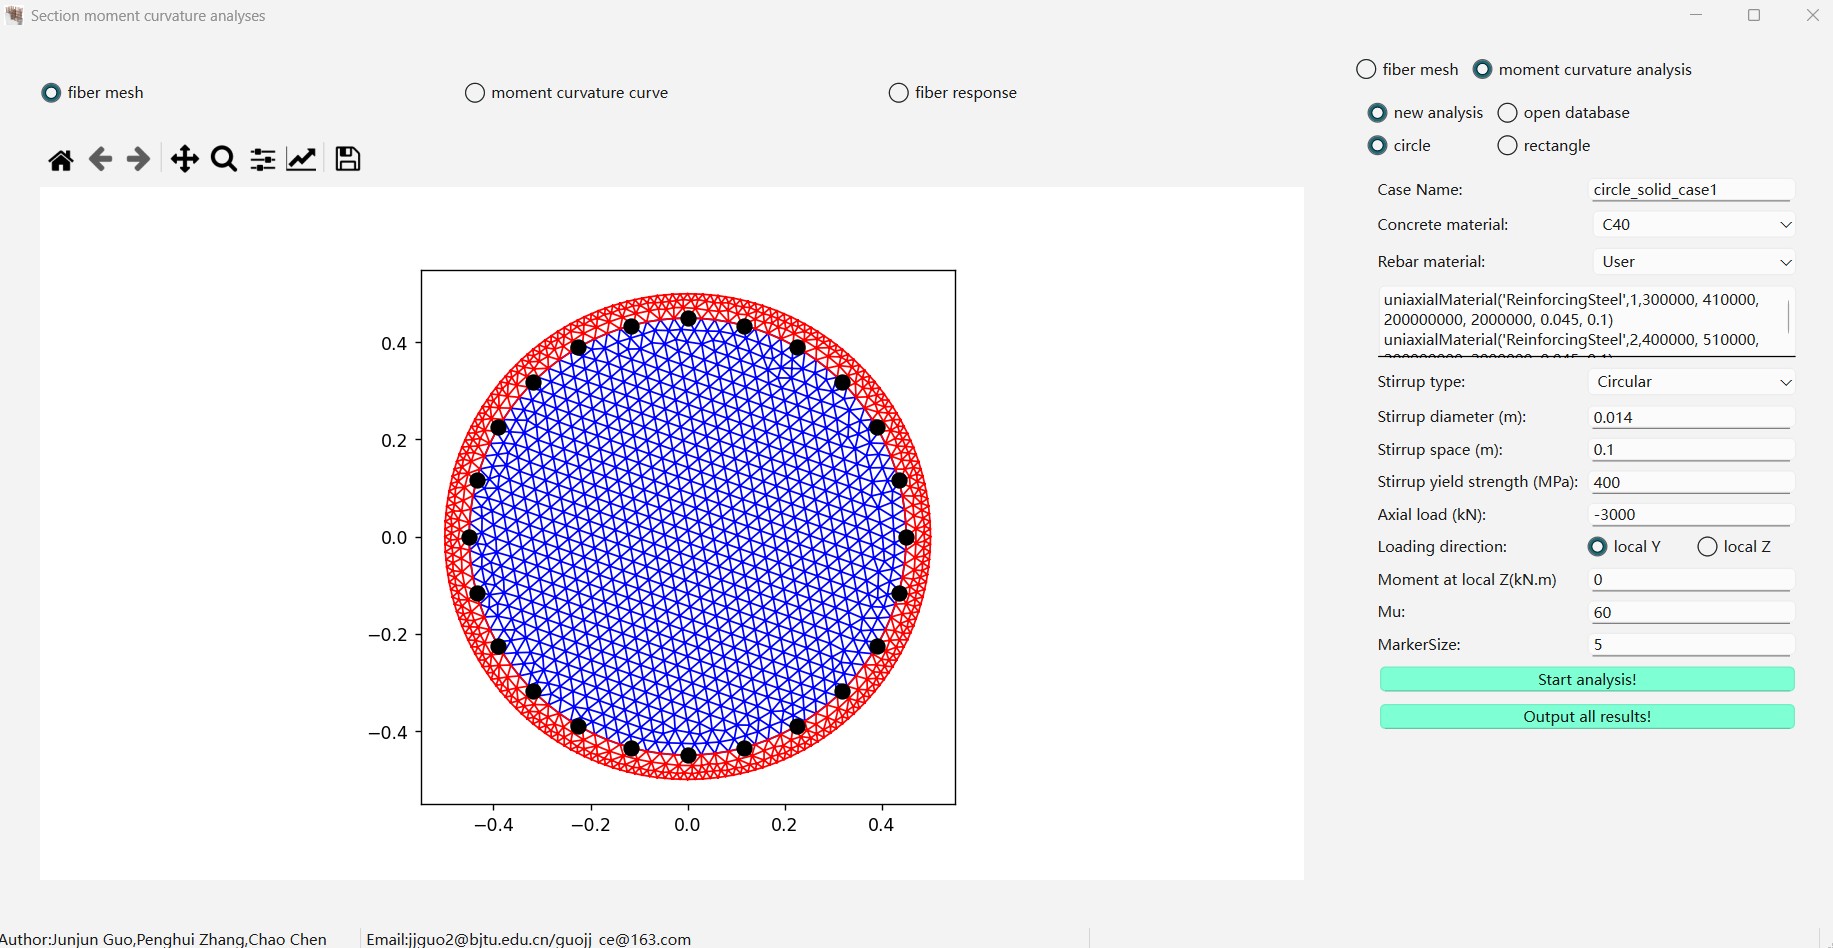 Section moment curvature analyses
fiber mesh
moment curvature curve
fiber response
0.4
0.2
0.0
−0.2
−0.4
−0.4
−0.2
0.0
0.2
0.4
fiber mesh
moment curvature analysis
new analysis
open database
circle
rectangle
Case Name:
circle_solid_case1
Concrete material:
C40
Rebar material:
User
uniaxialMaterial('ReinforcingSteel',1,300000, 410000,
200000000, 2000000, 0.045, 0.1)
uniaxialMaterial('ReinforcingSteel',2,400000, 510000,
Stirrup type:
Circular
Stirrup diameter (m):
0.014
Stirrup space (m):
0.1
Stirrup yield strength (MPa):
400
Axial load (kN):
-3000
Loading direction:
local Y
local Z
Moment at local Z(kN.m)
0
Mu:
60
MarkerSize:
5
Start analysis!
Output all results!
Author:Junjun Guo,Penghui Zhang,Chao Chen
Email:jjguo2@bjtu.edu.cn/guojj_ce@163.com